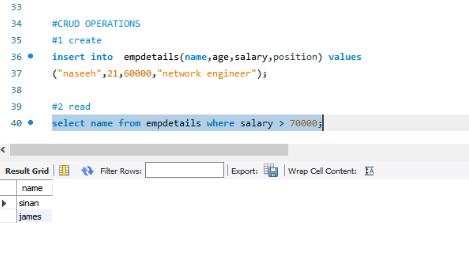 33
34 #CRUD OPERATIONS
35 #1 create
36 insert into empdetails(name,age,salary,position) values
37 ("naseeh",21,60000,"network engineer");
38
39 #2 read
40 select name from empdetails where salary > 70000;
Result Grid Filter Rows: Export: Wrap Cell Content:
name
sinan
james